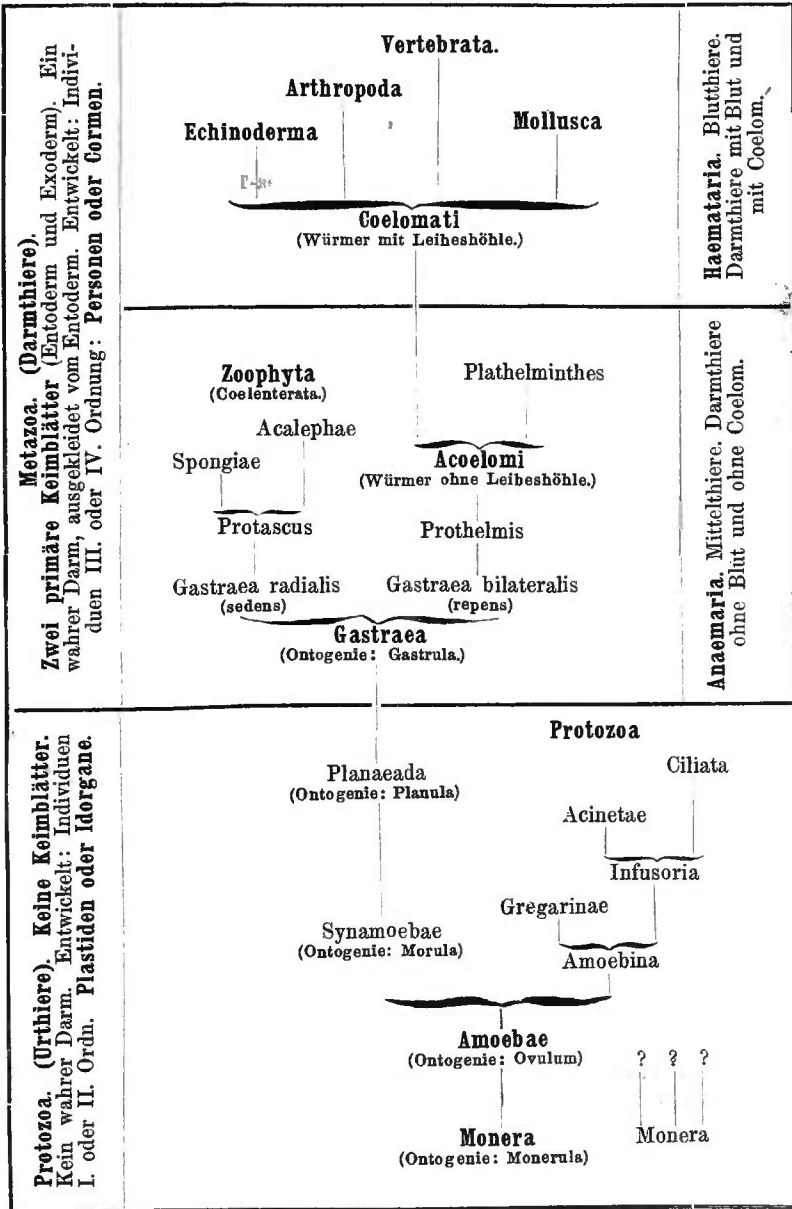 Metazoa. (Darmthiere).
Zwei primäre Keimblätter (Entoderm und Exoderm). Ein
wahrer Darm, ausgekleidet vom Entoderm. Entwickelt: Indivi-
duen III. oder IV. Ordnung: Personen oder Cormen.
Vertebrata.
Arthropoda
Echinoderma
Mollusca
Coelomati
(Würmer mit Leiheshöhle.)
Haemataria. Blutthiere.
Darmthiere mit Blut und
mit Coelom.
Zoophyta
(Coelenterata.)
Plathelminthes
Acalephae
Spongiae
Acoelomi
(Würmer ohne Leibeshöhle.)
Protascus
Prothelmis
Gastraea radialis
(sedens)
Gastraea bilateralis
(repens)
Gastraea
(Ontogenie: Gastrula.)
Anaemaria. Mittelthiere. Darmthiere
ohne Blut und ohne Coelom.
Protozoa. (Urthiere). Keine Keimblätter.
Kein wahrer Darm. Entwickelt: Individuen
I. oder II. Ordn. Plastiden oder Idorgane.
Protozoa
Planaeada
(Ontogenie: Planula)
Ciliata
Acinetae
Infusoria
Gregarinae
Synamoebae
(Ontogenie: Morula)
Amoebina
Amoebae
(Ontogenie: Ovulum)
? ? ?
Monera
(Ontogenie: Monerula)
Monera